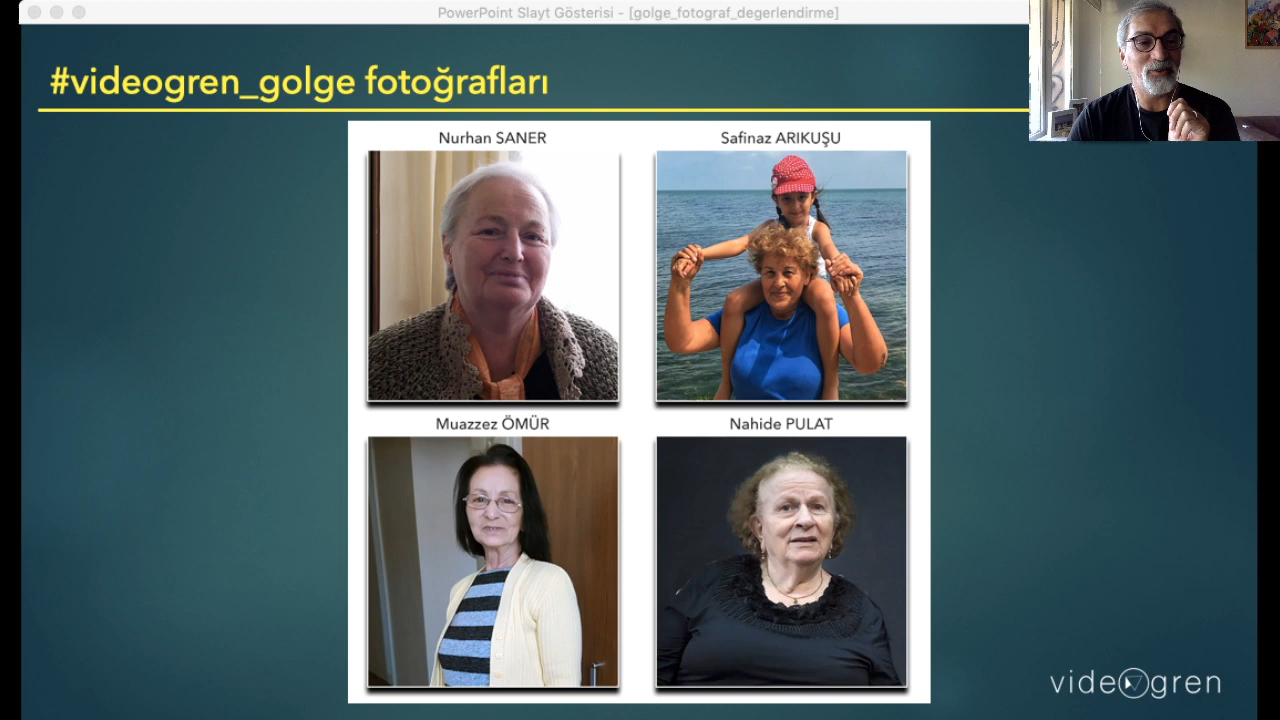 PowerPoint Slayt Gösterisi - [golge_fotograf_degerlendirme]
#videogren_golge fotoğrafları
Nurhan SANER
Safinaz ARIKUŞU
Muazzez ÖMÜR
Nahide PULAT
videogren